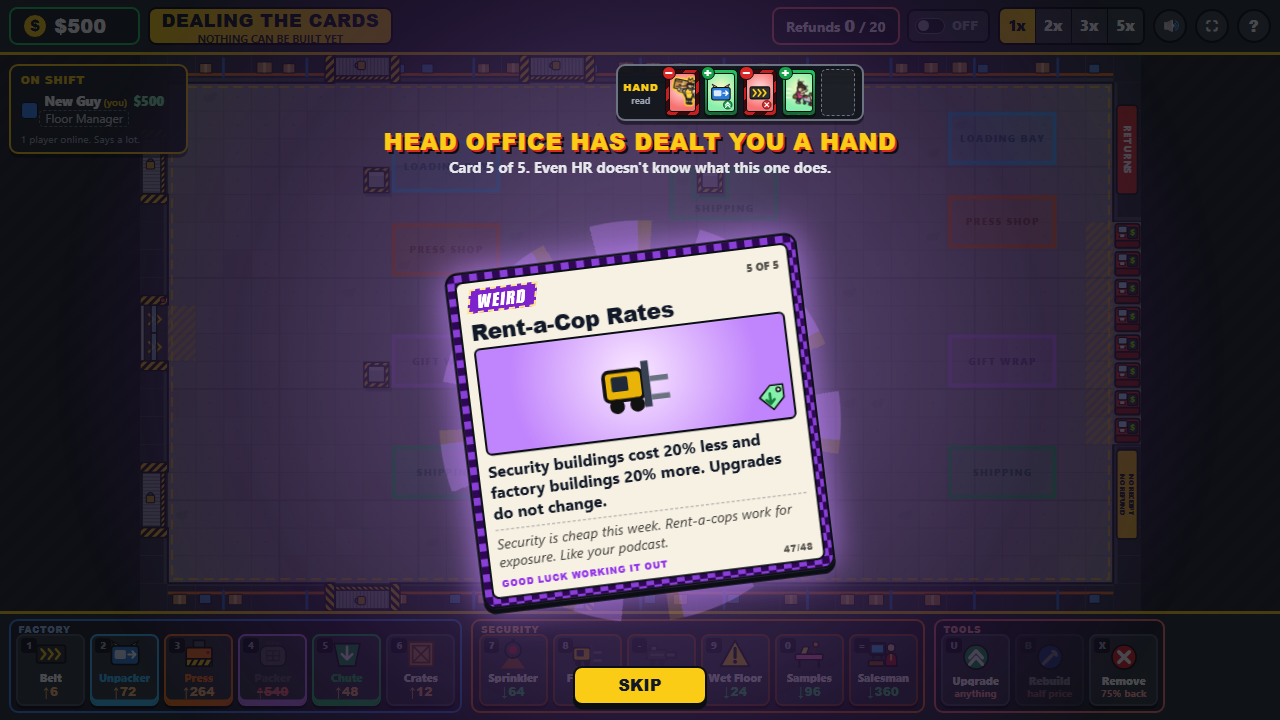 $ $500
DEALING THE CARDS
NOTHING CAN BE BUILT YET
Refunds 0 / 20
OFF
1x 2x 3x 5x
?
ON SHIFT
New Guy (you) $500
Floor Manager
1 player online. Says a lot.
HAND
read
HEAD OFFICE HAS DEALT YOU A HAND
Card 5 of 5. Even HR doesn't know what this one does.
LOADING BAY
RETURNS
SHIPPING
PRESS SHOP
PRESS SHOP
GIFT WRAP
SHIPPING
5 OF 5
WEIRD
Rent-a-Cop Rates
Security buildings cost 20% less and
factory buildings 20% more. Upgrades
do not change.
Security is cheap this week. Rent-a-cops work for
exposure. Like your podcast.
GOOD LUCK WORKING IT OUT
47/48
FACTORY
1 Belt ↑6
2 Unpacker ↑72
3 Press ↑264
4 Packer ↑640
5 Chute ↑48
6 Crates ↑12
SECURITY
7 Sprinkler ↓64
8
-
9 Wet Floor ↓24
0 Samples ↓96
= Salesman ↓360
SKIP
TOOLS
U Upgrade anything
B Rebuild half price
X Remove 75% back